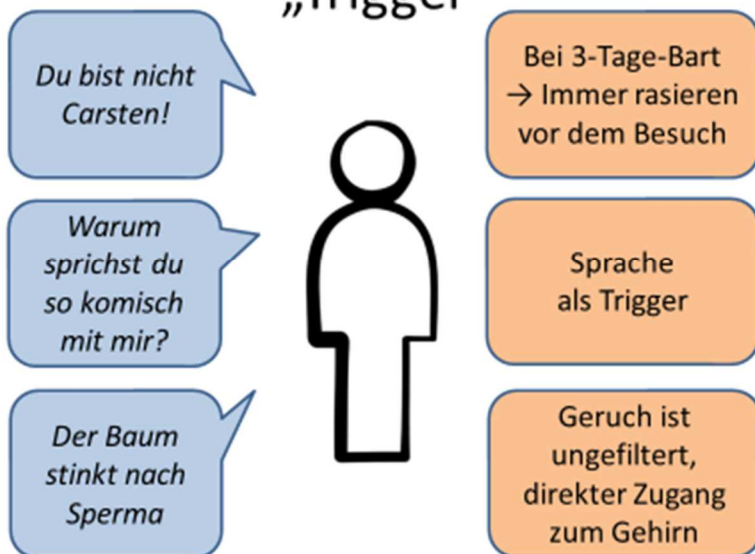 „Trigger
Du bist nicht
Carsten!
Bei 3-Tage-Bart
→ Immer rasieren
vor dem Besuch
Warum
sprichst du
so komisch
mit mir?
Sprache
als Trigger
Der Baum
stinkt nach
Sperma
Geruch ist
ungefiltert,
direkter Zugang
zum Gehirn